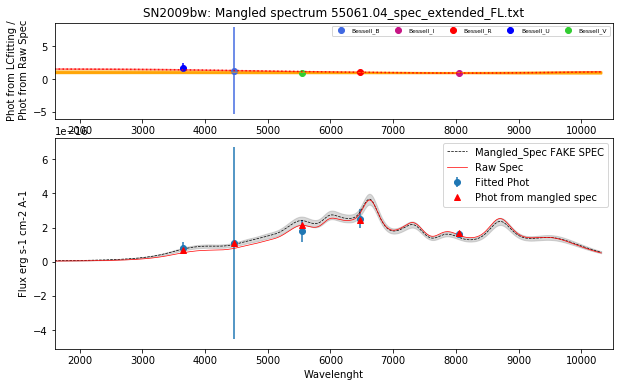 SN2009bw: Mangled spectrum 55061.04_spec_extended_FL.txt
Phot from LCfitting /
Phot from Raw Spec
5
0
−5
Bessell_B Bessell_I Bessell_R Bessell_U Bessell_V
2000 3000 4000 5000 6000 7000 8000 9000 10000
1e−16
Flux erg s-1 cm-2 A-1
6
4
2
0
−2
−4
Mangled_Spec FAKE SPEC
Raw Spec
Fitted Phot
Phot from mangled spec
2000 3000 4000 5000 6000 7000 8000 9000 10000
Wavelenght